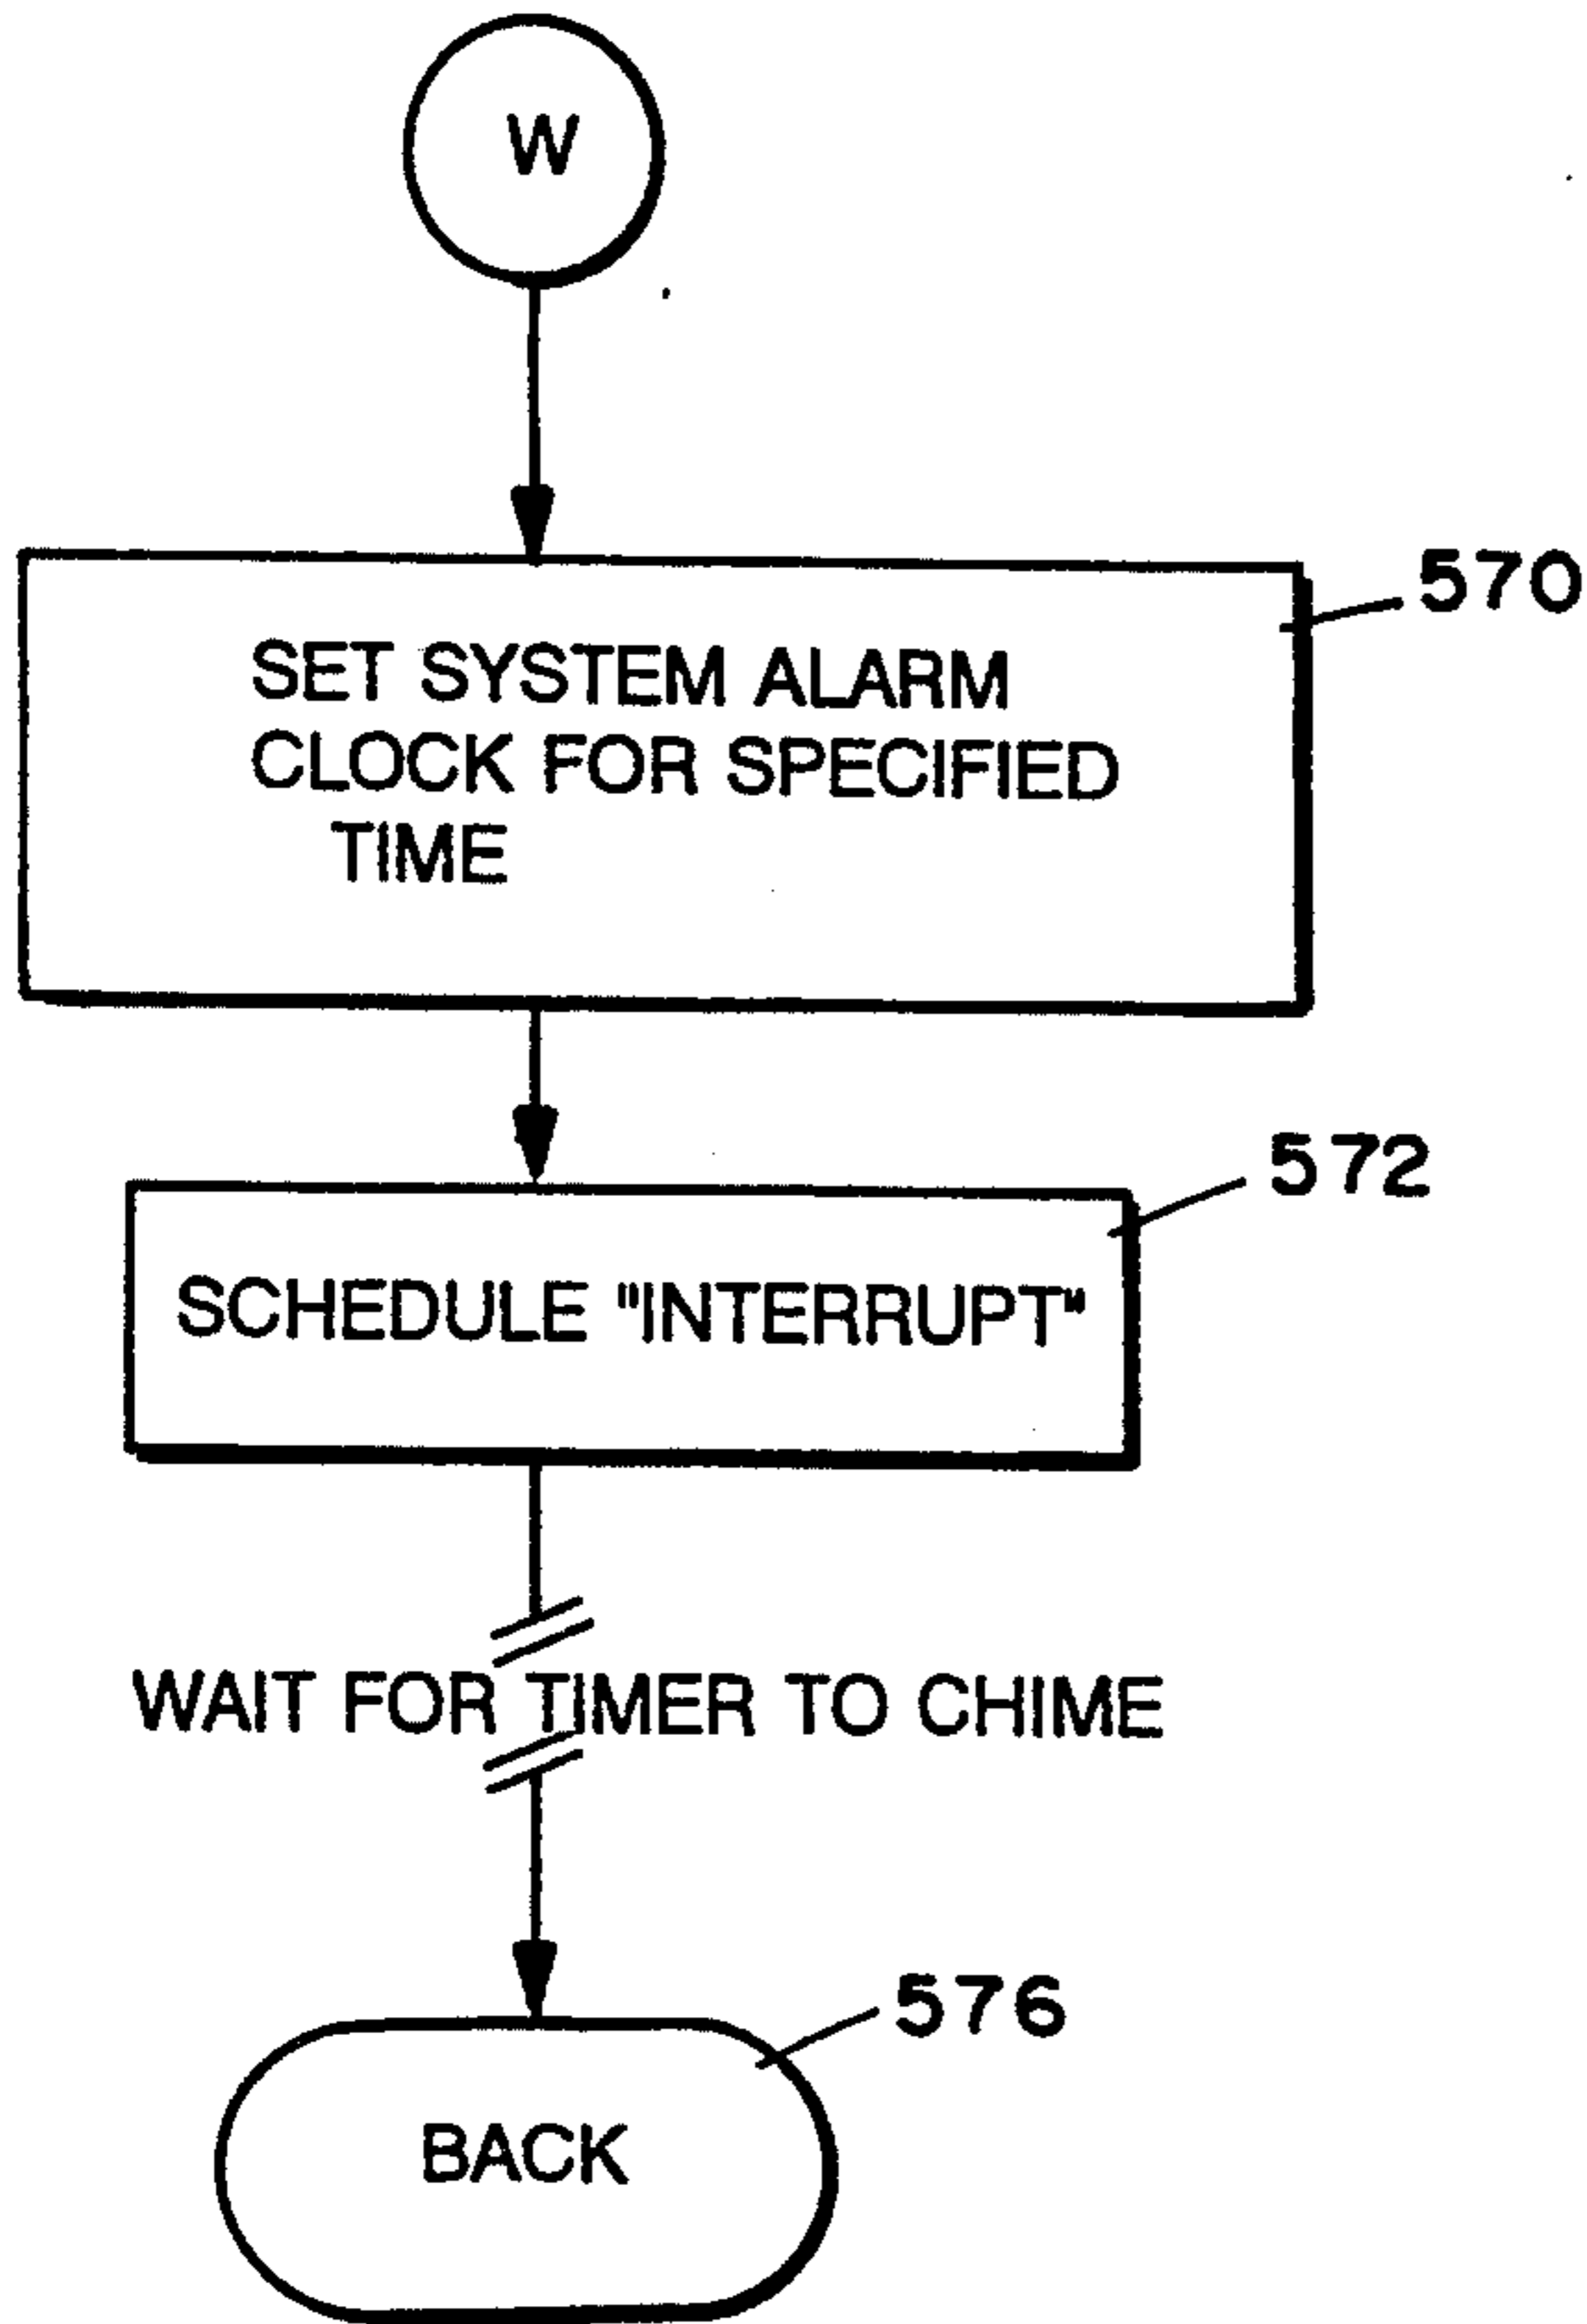 W
570
SET SYSTEM ALARM
CLOCK FOR SPECIFIED
TIME
572
SCHEDULE "INTERRUPT"
WAIT FOR TIMER TO CHIME
576
BACK